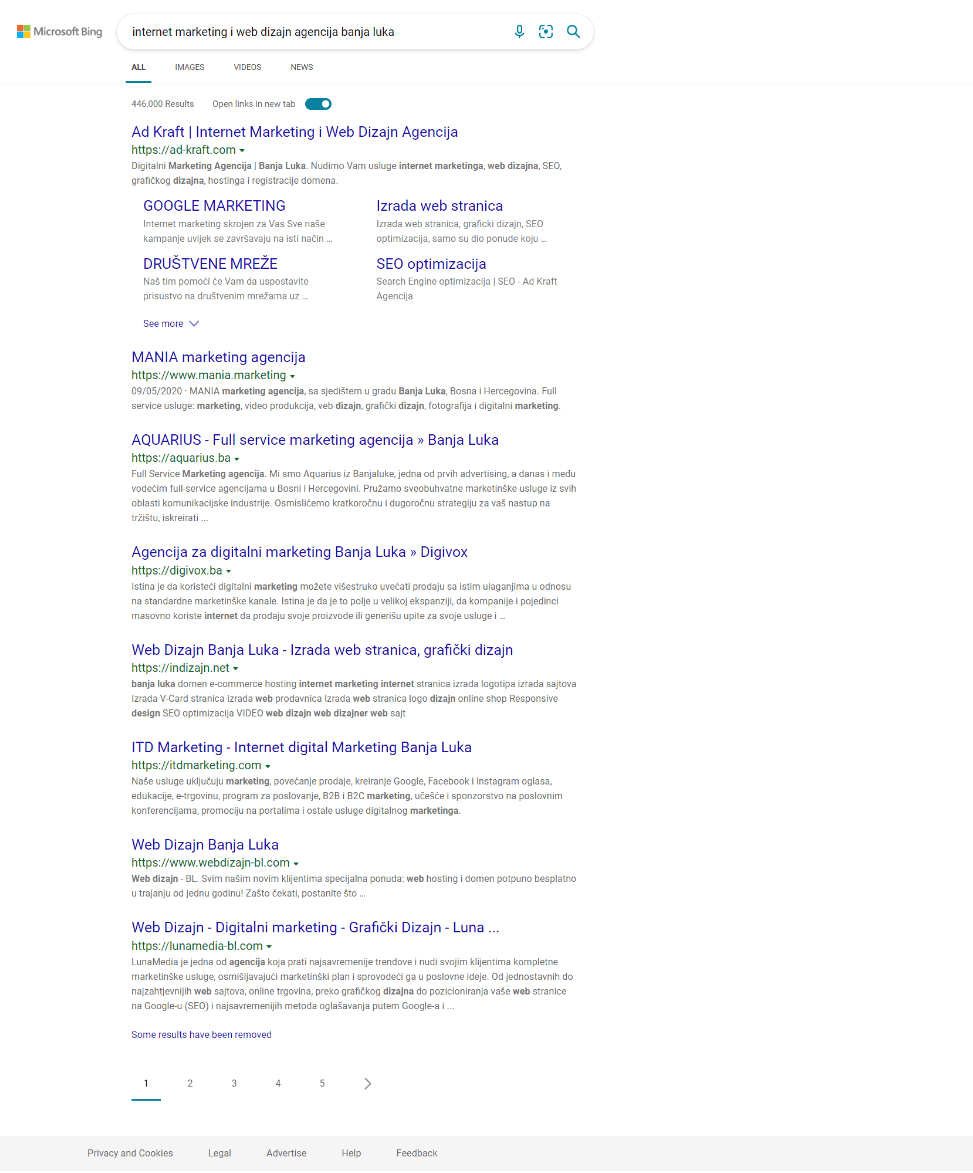 Microsoft Bing
internet marketing i web dizajn agencija banja luka
ALL IMAGES VIDEOS NEWS
446,000 Results Open links in new tab
Ad Kraft | Internet Marketing i Web Dizajn Agencija
https://ad-kraft.com
Digitalni Marketing Agencija | Banja Luka. Nudimo Vam usluge internet marketinga, web dizajna, SEO,
grafičkog dizajna, hostinga i registracije domena.
GOOGLE MARKETING
Internet marketing skrojen za Vas Sve naše
kampanje uvijek se završavaju na isti način ...
Izrada web stranica
Izrada web stranica, graficki dizajn, SEO
optimizacija, samo su dio ponude koju ...
DRUŠTVENE MREŽE
Naš tim pomoći će Vam da uspostavite
prisustvo na društvenim mrežama uz ...
SEO optimizacija
Search Engine optimizacija | SEO - Ad Kraft
Agencija
See more
MANIA marketing agencija
https://www.mania.marketing
09/05/2020 · MANIA marketing agencija, sa sjedištem u gradu Banja Luka, Bosna i Hercegovina. Full
service usluge: marketing, video produkcija, veb dizajn, grafički dizajn, fotografija i digitalni marketing.
AQUARIUS - Full service marketing agencija » Banja Luka
https://aquarius.ba
Full Service Marketing agencija. Mi smo Aquarius iz Banjaluke, jedna od prvih advertising, a danas i među
vodećim full-service agencijama u Bosni i Hercegovini. Pružamo sveobuhvatne marketinške usluge iz svih
oblasti komunikacijske industrije. Osmislićemo kratkoročnu i dugoročnu strategiju za vaš nastup na
tržištu, iskreirati ...
Agencija za digitalni marketing Banja Luka » Digivox
https://digivox.ba
Istina je da koristeći digitalni marketing možete višestruko uvećati prodaju sa istim ulaganjima u odnosu
na standardne marketinške kanale. Istina je da je to polje u velikoj ekspanziji, da kompanije i pojedinci
masovno koriste internet da prodaju svoje proizvode ili generišu upite za svoje usluge i ...
Web Dizajn Banja Luka - Izrada web stranica, grafički dizajn
https://indizajn.net
banja luka domen e-commerce hosting internet marketing internet stranica izrada logotipa izrada sajtova
Izrada V-Card stranica izrada web prodavnica Izrada web stranica logo dizajn online shop Responsive
design SEO optimizacija VIDEO web dizajn web dizajner web sajt
ITD Marketing - Internet digital Marketing Banja Luka
https://itdmarketing.com
Naše usluge uključuju marketing, povećanje prodaje, kreiranje Google, Facebook i Instagram oglasa,
edukacije, e-trgovinu, program za poslovanje, B2B i B2C marketing, učešće i sponzorstvo na poslovnim
konferencijama, promociju na portalima i ostale usluge digitalnog marketinga.
Web Dizajn Banja Luka
https://www.webdizajn-bl.com
Web dizajn - BL. Svim našim novim klijentima specijalna ponuda: web hosting i domen potpuno besplatno
u trajanju od jednu godinu! Zašto čekati, postanite što ...
Web Dizajn - Digitalni marketing - Grafički Dizajn - Luna ...
https://lunamedia-bl.com
LunaMedia je jedna od agencija koja prati najsavremenije trendove i nudi svojim klijentima kompletne
marketinške usluge, osmišljavajući marketinški plan i sprovodeći ga u poslovne ideje. Od jednostavnih do
najzahtjevnijih web sajtova, online trgovina, preko grafičkog dizajna do pozicioniranja vaše web stranice
na Google-u (SEO) i najsavremenijih metoda oglašavanja putem Google-a i ...
Some results have been removed
1 2 3 4 5
Privacy and Cookies Legal Advertise Help Feedback